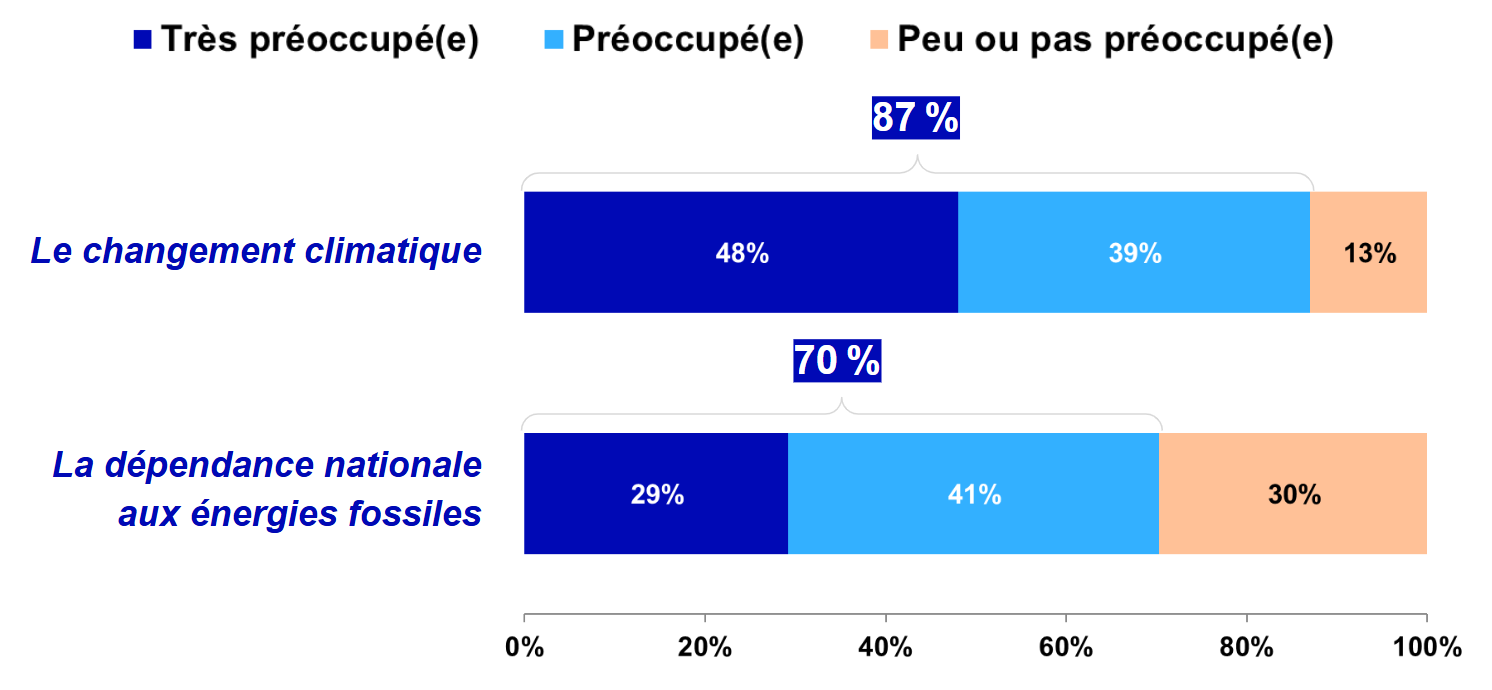 Très préoccupé(e) Préoccupé(e) Peu ou pas préoccupé(e)
87 %
Le changement climatique
48% 39% 13%
70 %
La dépendance nationale
aux énergies fossiles
29% 41% 30%
0% 20% 40% 60% 80% 100%